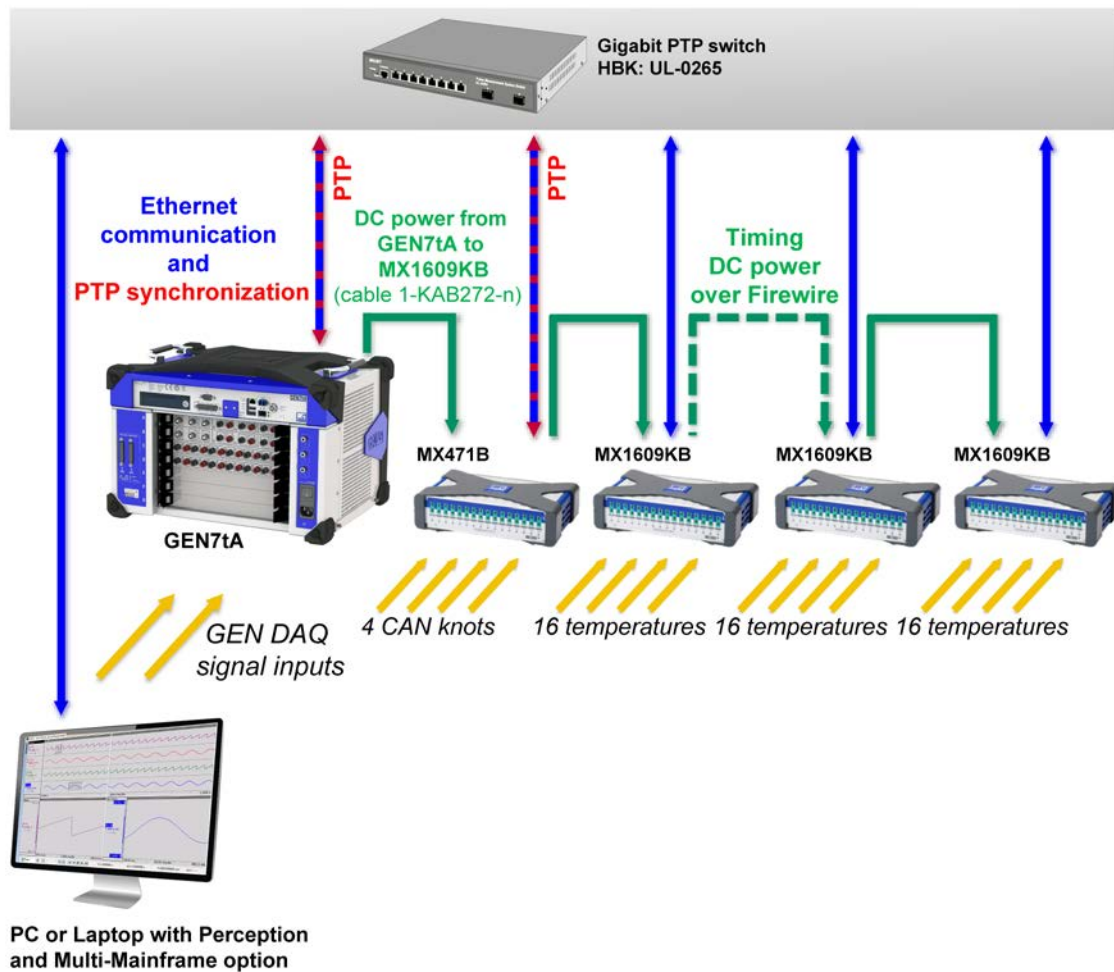 Gigabit PTP switch
HBK: UL-0265
PTP
PTP
Ethernet
communication
and
PTP synchronization
DC power from
GEN7tA to
MX1609KB
(cable 1-KAB272-n)
Timing
DC power
over Firewire
MX471B
MX1609KB
MX1609KB
MX1609KB
GEN7tA
4 CAN knots
16 temperatures
16 temperatures
16 temperatures
GEN DAQ
signal inputs
PC or Laptop with Perception
and Multi-Mainframe option